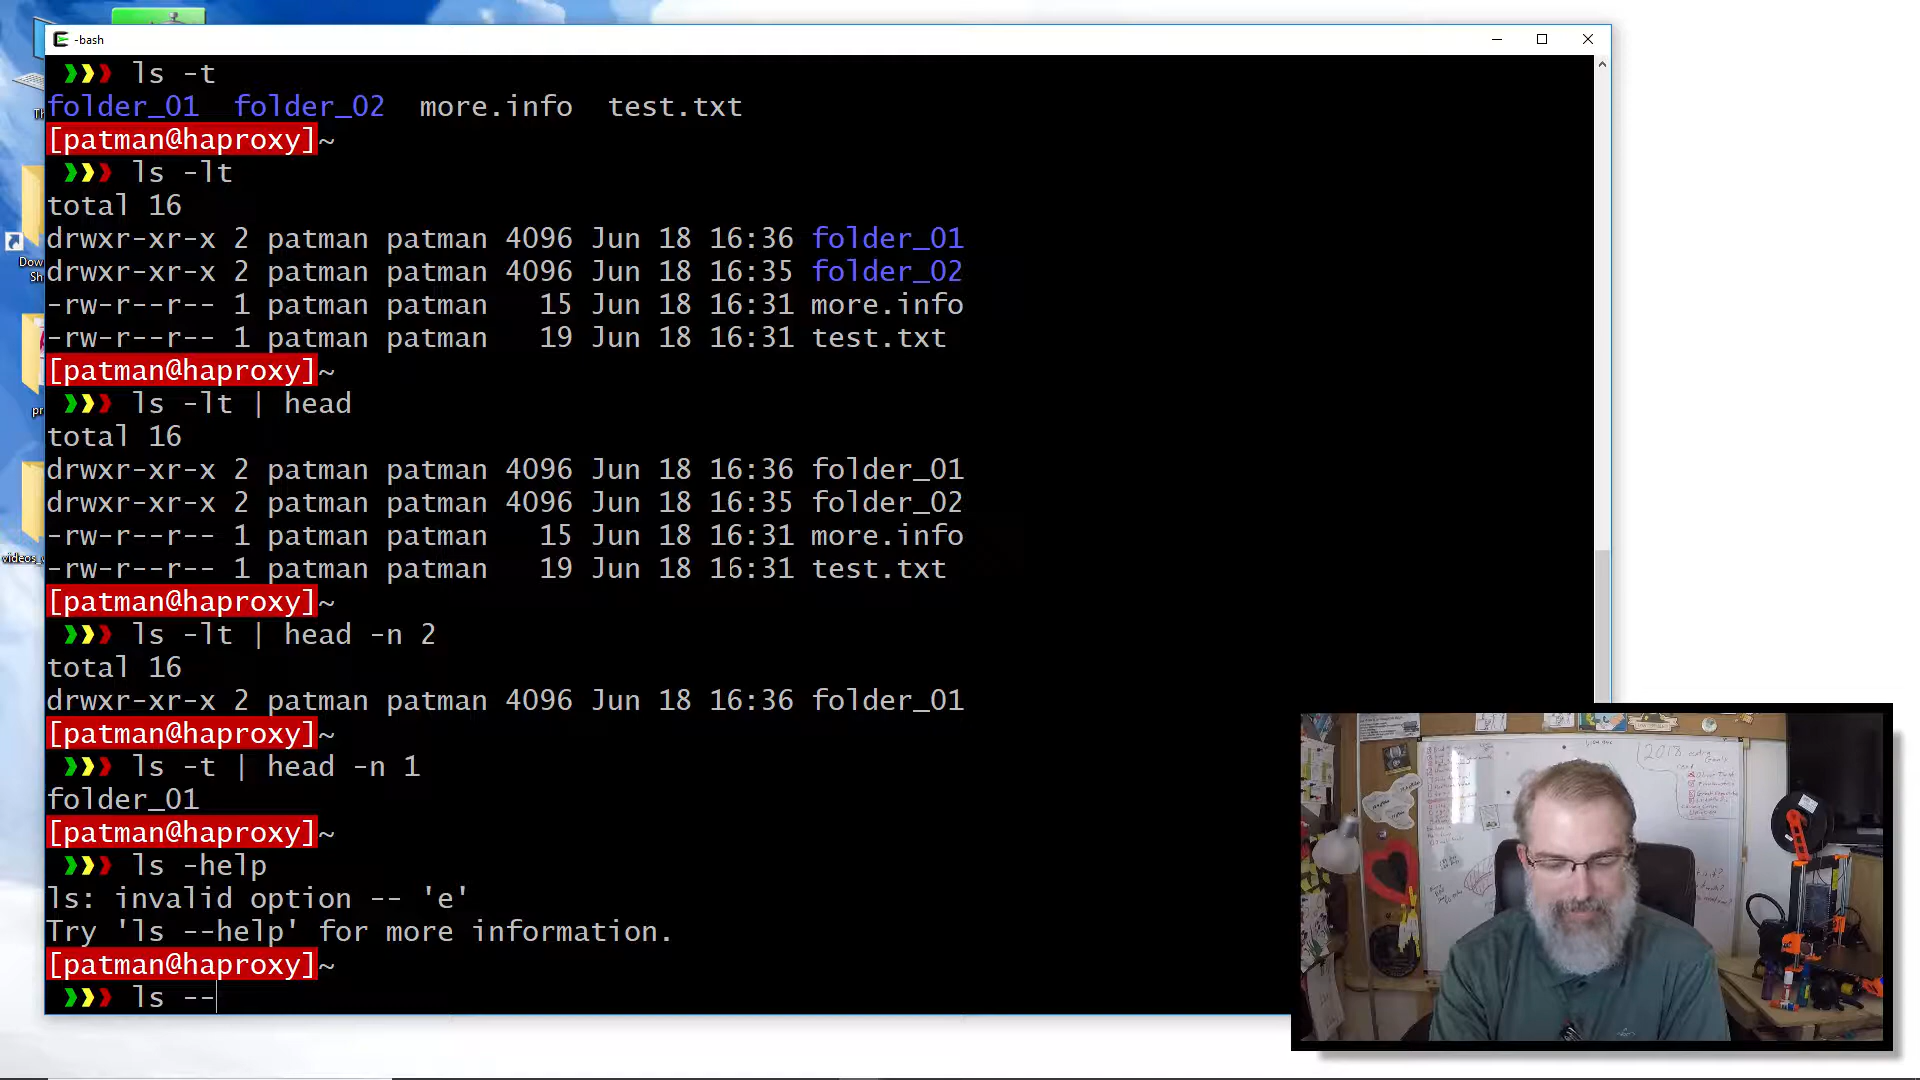 -bash
❯❯❯ ls -t
folder_01 folder_02 more.info test.txt
[patman@haproxy]~
❯❯❯ ls -lt
total 16
drwxr-xr-x 2 patman patman 4096 Jun 18 16:36 folder_01
drwxr-xr-x 2 patman patman 4096 Jun 18 16:35 folder_02
-rw-r--r-- 1 patman patman 15 Jun 18 16:31 more.info
-rw-r--r-- 1 patman patman 19 Jun 18 16:31 test.txt
[patman@haproxy]~
❯❯❯ ls -lt | head
total 16
drwxr-xr-x 2 patman patman 4096 Jun 18 16:36 folder_01
drwxr-xr-x 2 patman patman 4096 Jun 18 16:35 folder_02
-rw-r--r-- 1 patman patman 15 Jun 18 16:31 more.info
-rw-r--r-- 1 patman patman 19 Jun 18 16:31 test.txt
[patman@haproxy]~
❯❯❯ ls -lt | head -n 2
total 16
drwxr-xr-x 2 patman patman 4096 Jun 18 16:36 folder_01
[patman@haproxy]~
❯❯❯ ls -t | head -n 1
folder_01
[patman@haproxy]~
❯❯❯ ls -help
ls: invalid option -- 'e'
Try 'ls --help' for more information.
[patman@haproxy]~
❯❯❯ ls --
Th
Dow
Sh
pr
videos_
2018
Goals